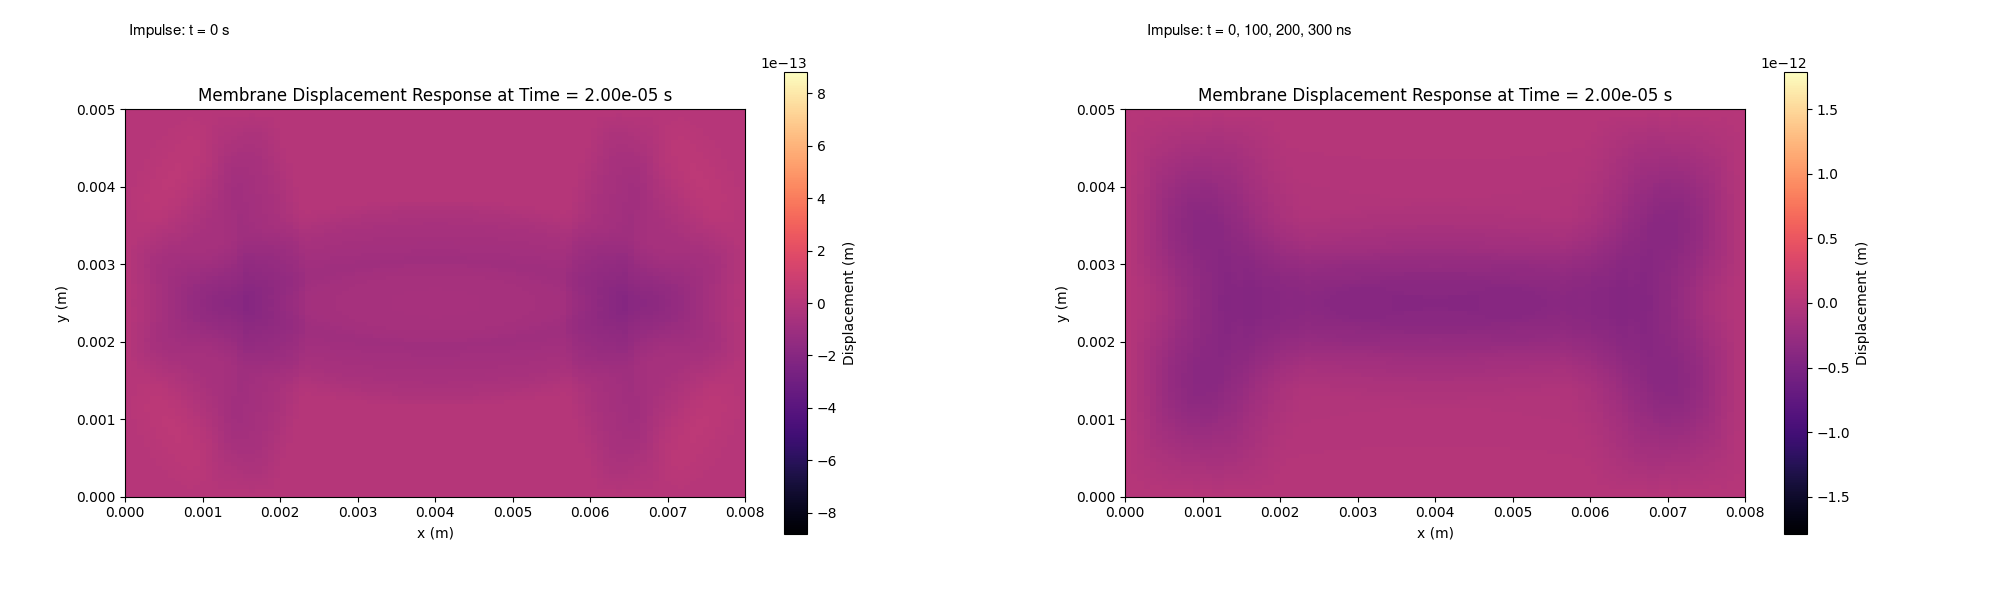 Impulse: t = 0 s
1e−13
Membrane Displacement Response at Time = 2.00e-05 s
0.005
0.004
0.003
0.002
0.001
0.000
y (m)
0.000 0.001 0.002 0.003 0.004 0.005 0.006 0.007 0.008
x (m)
8
6
4
2
0
−2
−4
−6
−8
Displacement (m)
Impulse: t = 0, 100, 200, 300 ns
1e−12
Membrane Displacement Response at Time = 2.00e-05 s
0.005
0.004
0.003
0.002
0.001
0.000
y (m)
0.000 0.001 0.002 0.003 0.004 0.005 0.006 0.007 0.008
x (m)
1.5
1.0
0.5
0.0
−0.5
−1.0
−1.5
Displacement (m)